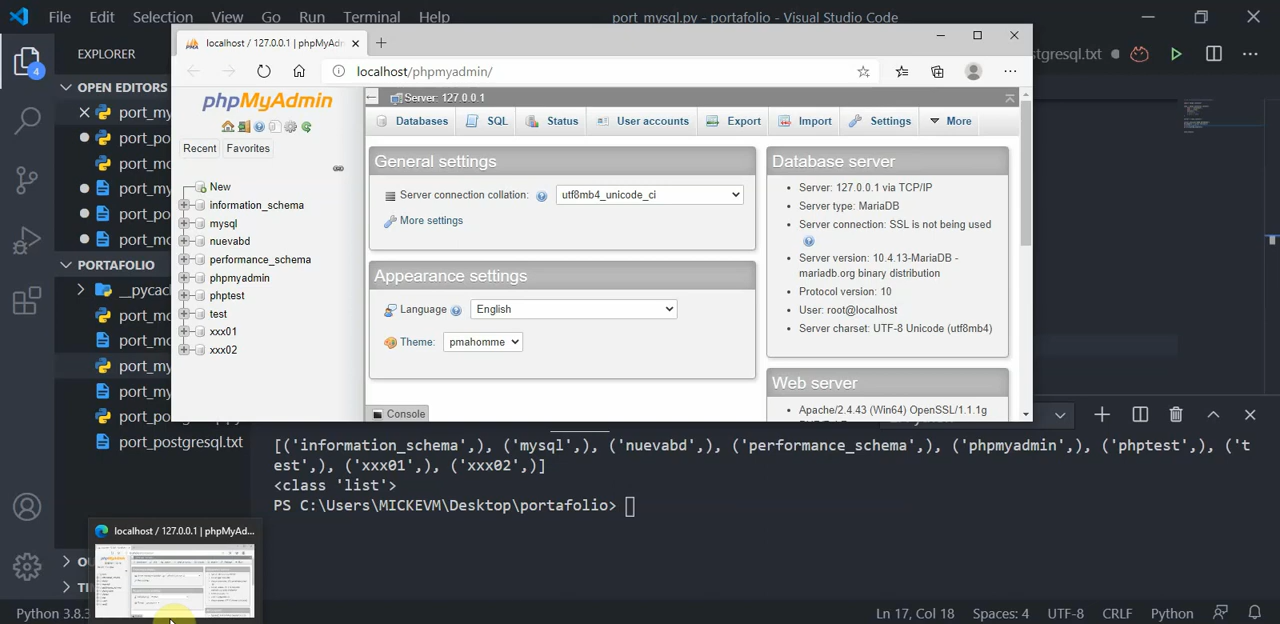 File Edit Selection View Go Run Terminal Help port_mysql.py - portafolio - Visual Studio Code
EXPLORER
4
OPEN EDITORS
port_my
port_po
port_mo
port_my
port_po
port_mo
PORTAFOLIO
__pycac
port_mo
port_mo
port_my
port_my
port_po
port_postgresql.txt
stgresql.txt
localhost / 127.0.0.1 | phpMyAdn
localhost/phpmyadmin/
phpMyAdmin
Recent Favorites
New
information_schema
mysql
nuevabd
performance_schema
phpmyadmin
phptest
test
xxx01
xxx02
Server: 127.0.0.1
Databases SQL Status User accounts Export Import Settings More
General settings
Server connection collation: utf8mb4_unicode_ci
More settings
Appearance settings
Language English
Theme: pmahomme
Console
Database server
Server: 127.0.0.1 via TCP/IP
Server type: MariaDB
Server connection: SSL is not being used
Server version: 10.4.13-MariaDB -
mariadb.org binary distribution
Protocol version: 10
User: root@localhost
Server charset: UTF-8 Unicode (utf8mb4)
Web server
Apache/2.4.43 (Win64) OpenSSL/1.1.1g
[('information_schema',), ('mysql',), ('nuevabd',), ('performance_schema',), ('phpmyadmin',), ('phptest',), ('t
est',), ('xxx01',), ('xxx02',)]
<class 'list'>
PS C:\Users\MICKEVM\Desktop\portafolio>
localhost / 127.0.0.1 | phpMyAd...
OU
TI
Python 3.8.3 Ln 17, Col 18 Spaces: 4 UTF-8 CRLF Python